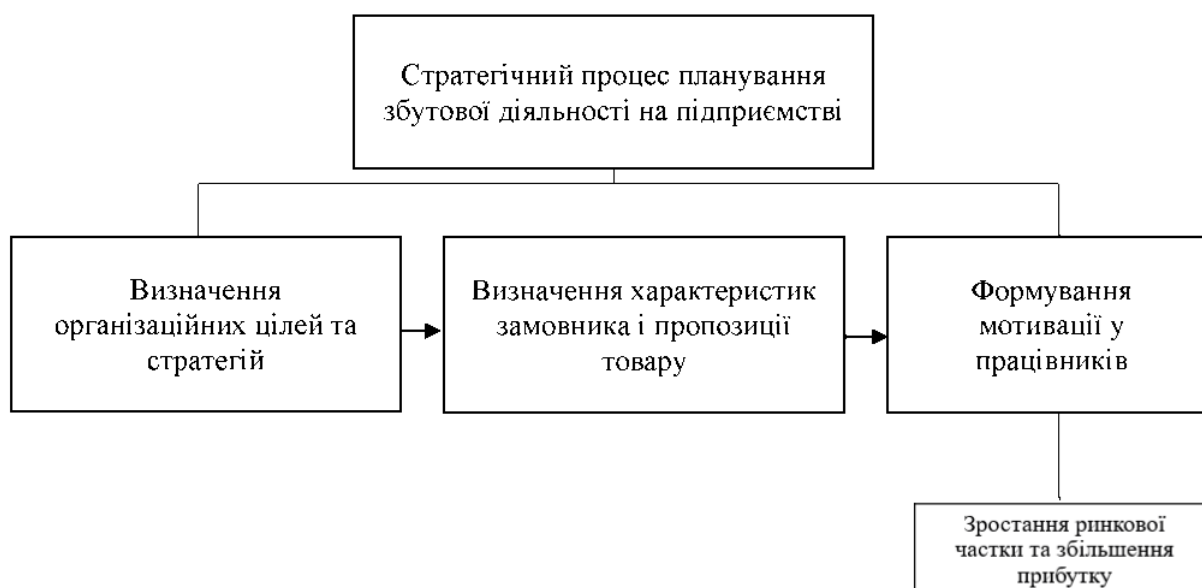 Стратегічний процес планування
збутової діяльності на підприємстві
Визначення
організаційних цілей та
стратегій
Визначення характеристик
замовника і пропозиції
товару
Формування
мотивації у
працівників
Зростання ринкової
частки та збільшення
прибутку